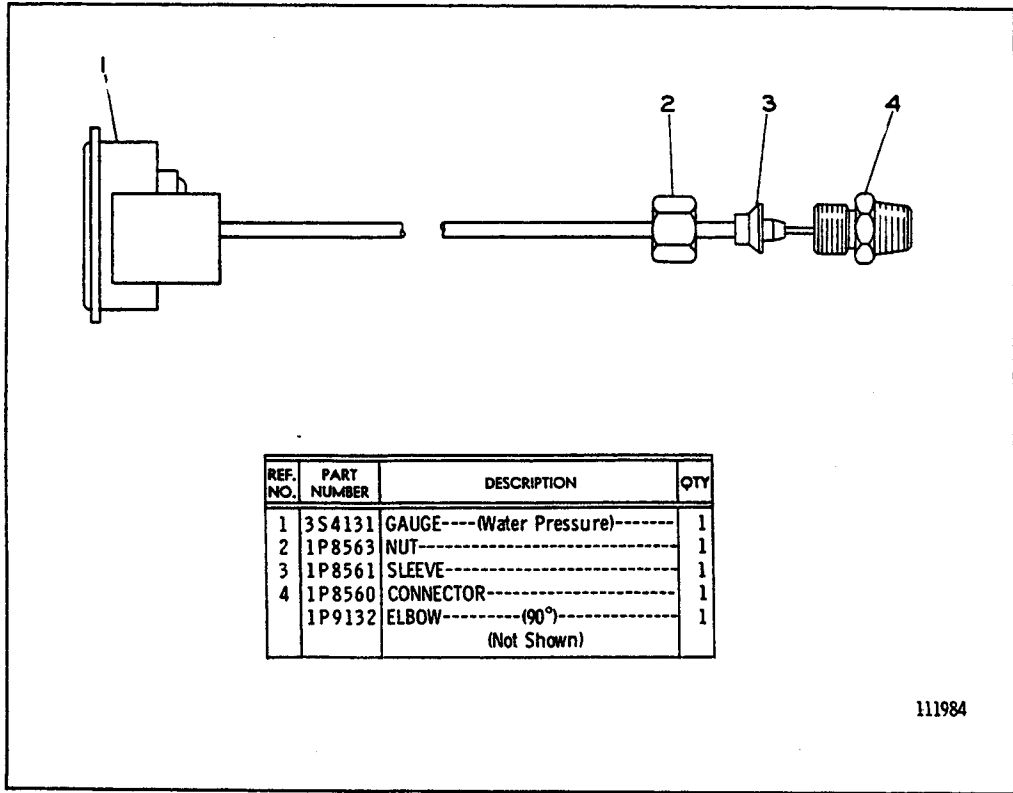 1
2 3 4
REF. NO. PART NUMBER DESCRIPTION QTY
1 3S4131 GAUGE----(Water Pressure)------- 1
2 1P8563 NUT---------------------------- 1
3 1P8561 SLEEVE------------------------- 1
4 1P8560 CONNECTOR---------------------- 1
1P9132 ELBOW---------(90°)------------- 1
(Not Shown)
111984